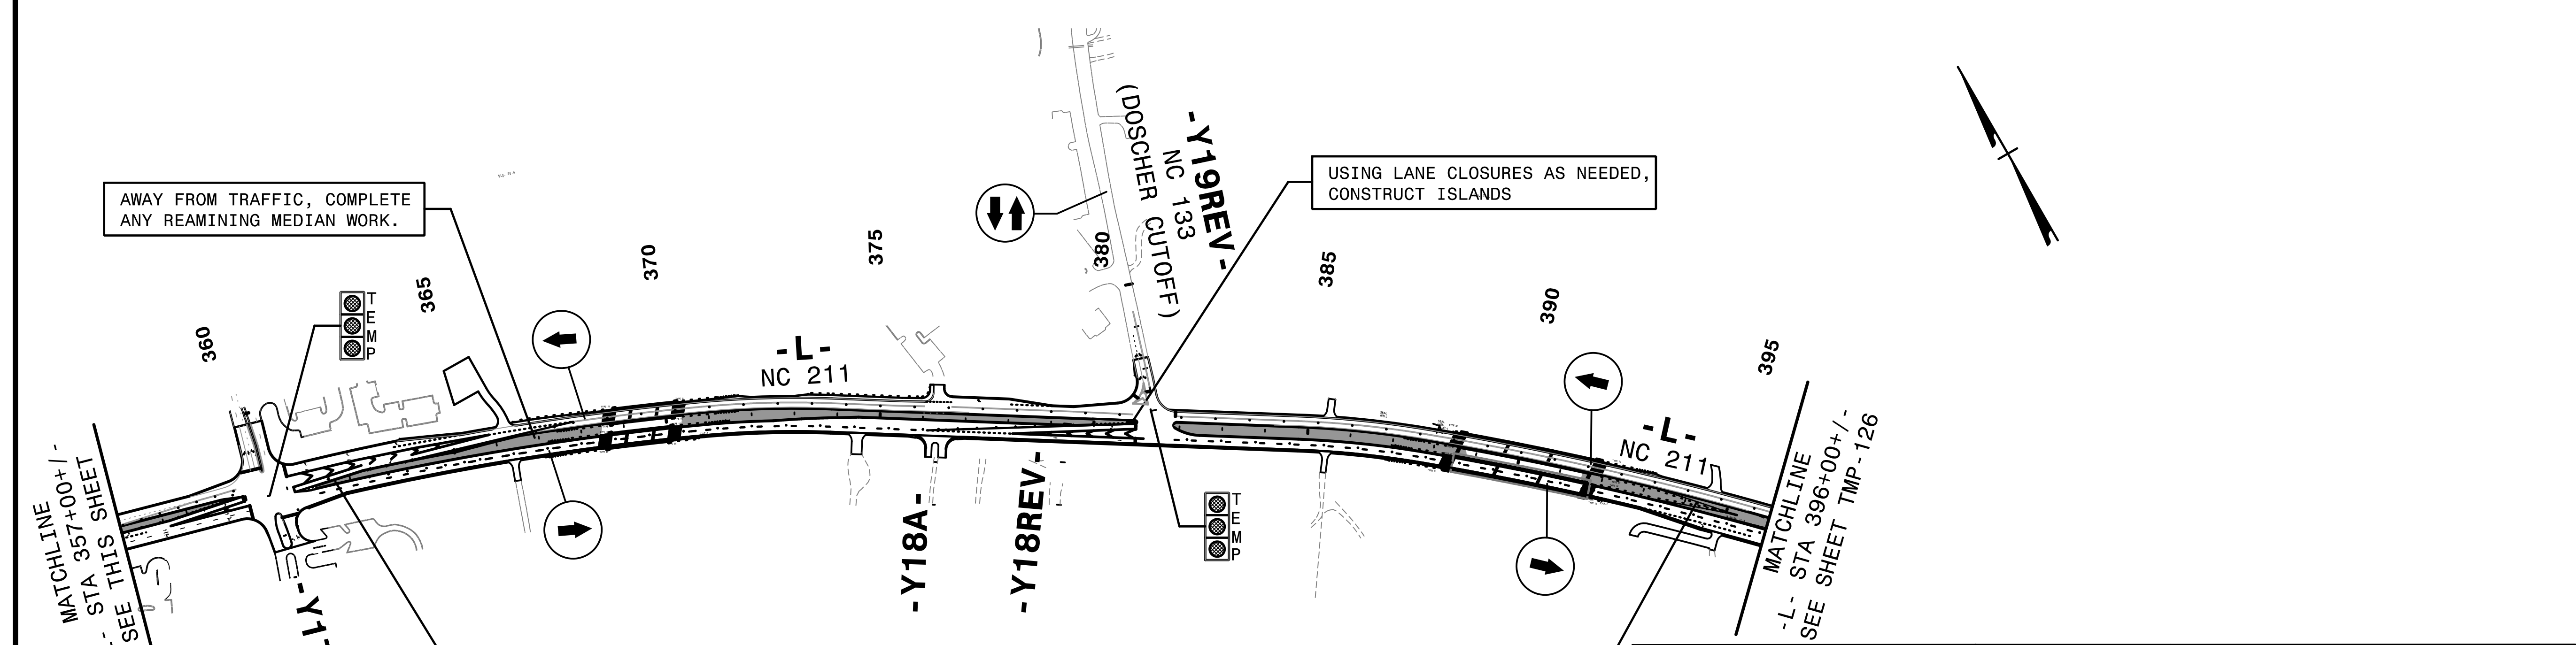 AWAY FROM TRAFFIC, COMPLETE
ANY REAMINING MEDIAN WORK.
USING LANE CLOSURES AS NEEDED,
CONSTRUCT ISLANDS
-Y19REV-
NC 133
(DOSCHER CUTOFF)
360
365
370
375
380
385
390
395
TEMP
-L-
NC 211
-L-
NC 211
TEMP
MATCHLINE
- STA 357+00+/-
SEE THIS SHEET
-Y1-
-Y18A-
-Y18REV-
MATCHLINE
-L- STA 396+00+/-
SEE SHEET TMP-126